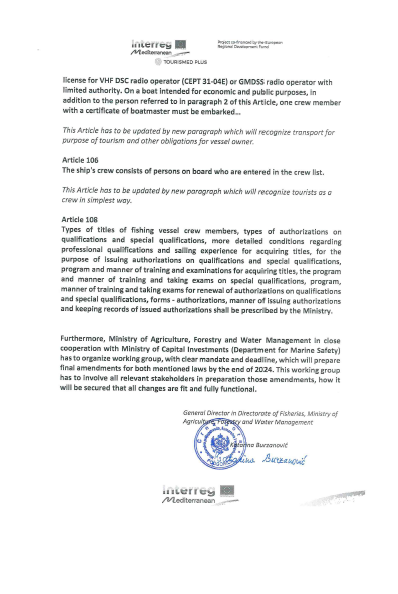 Interreg
Mediterranean
TOURISMED PLUS
Project co-financed by the European
Regional Development Fund
license for VHF DSC radio operator (CEPT 31-04E) or GMDSS radio operator with
limited authority. On a boat intended for economic and public purposes, in
addition to the person referred to in paragraph 2 of this Article, one crew member
with a certificate of boatmaster must be embarked...
This Article has to be updated by new paragraph which will recognize transport for
purpose of tourism and other obligations for vessel owner.
Article 106
The ship's crew consists of persons on board who are entered in the crew list.
This Article has to be updated by new paragraph which will recognize tourists as a
crew in simplest way.
Article 108
Types of titles of fishing vessel crew members, types of authorizations on
qualifications and special qualifications, more detailed conditions regarding
professional qualifications and sailing experience for acquiring titles, for the
purpose of issuing authorizations on qualifications and special qualifications,
program and manner of training and examinations for acquiring titles, the program
and manner of training and taking exams on special qualifications, program,
manner of training and taking exams for renewal of authorizations on qualifications
and special qualifications, forms - authorizations, manner of issuing authorizations
and keeping records of issued authorizations shall be prescribed by the Ministry.
Furthermore, Ministry of Agriculture, Forestry and Water Management in close
cooperation with Ministry of Capital Investments (Department for Marine Safety)
has to organize working group, with clear mandate and deadline, which will prepare
final amendments for both mentioned laws by the end of 2024. This working group
has to involve all relevant stakeholders in preparation those amendments, how it
will be secured that all changes are fit and fully functional.
General Director in Directorate of Fisheries, Ministry of
Agriculture, Forestry and Water Management
Katarina Burzanović
Katarina Burzanović
Interreg
Mediterranean